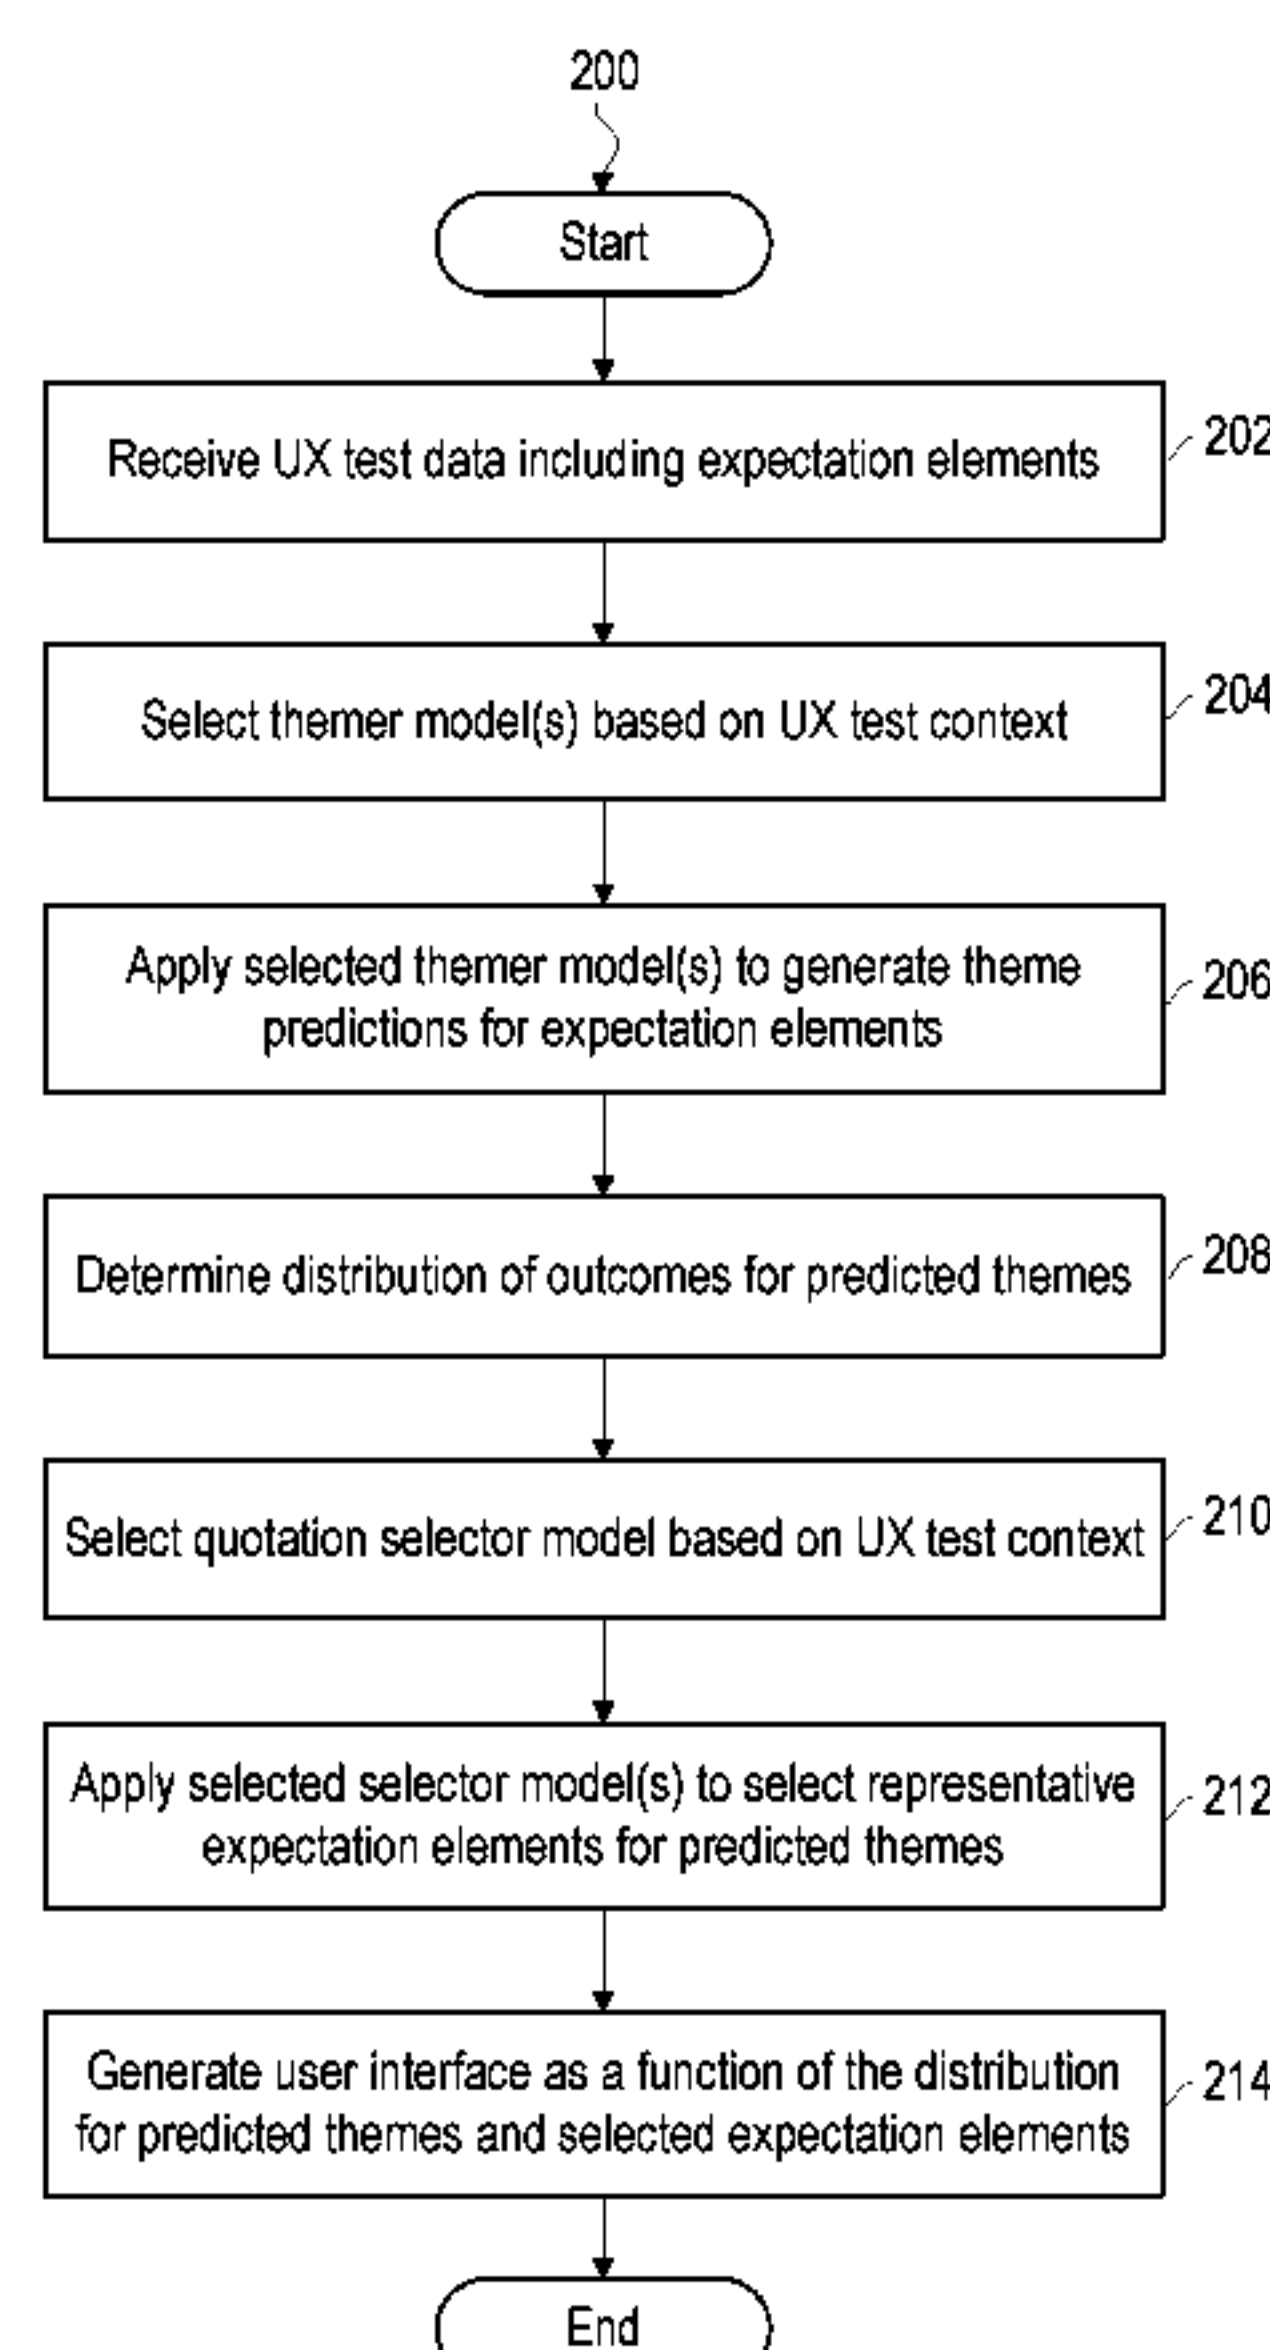 200
Start
Receive UX test data including expectation elements
202
Select themer model(s) based on UX test context
204
Apply selected themer model(s) to generate theme
predictions for expectation elements
206
Determine distribution of outcomes for predicted themes
208
Select quotation selector model based on UX test context
210
Apply selected selector model(s) to select representative
expectation elements for predicted themes
212
Generate user interface as a function of the distribution
for predicted themes and selected expectation elements
214
End